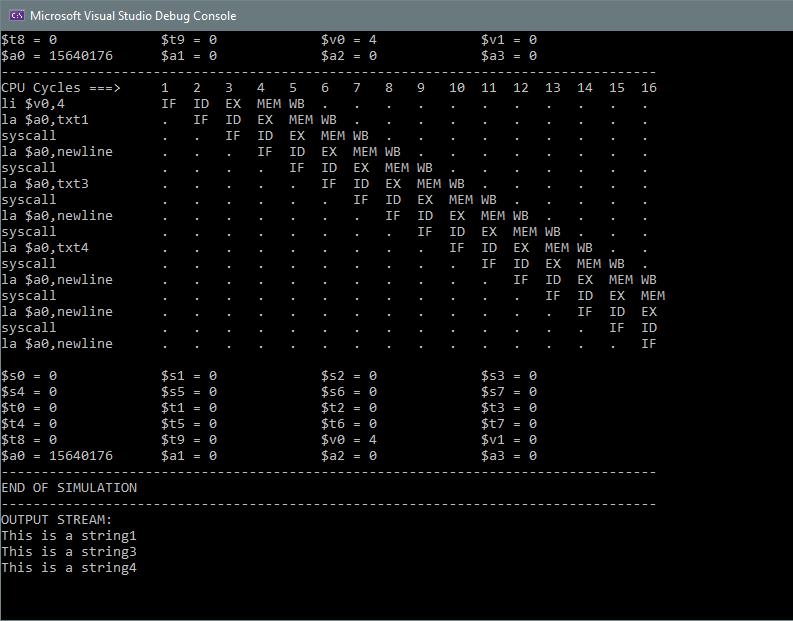 Microsoft Visual Studio Debug Console
$t8 = 0 $t9 = 0 $v0 = 4 $v1 = 0
$a0 = 15640176 $a1 = 0 $a2 = 0 $a3 = 0
---------------------------------------------------------------------------------
CPU Cycles ===> 1 2 3 4 5 6 7 8 9 10 11 12 13 14 15 16
li $v0,4 IF ID EX MEM WB . . . . . . . . . . .
la $a0,txt1 . IF ID EX MEM WB . . . . . . . . . .
syscall . . IF ID EX MEM WB . . . . . . . . .
la $a0,newline . . . IF ID EX MEM WB . . . . . . . .
syscall . . . . IF ID EX MEM WB . . . . . . .
la $a0,txt3 . . . . . IF ID EX MEM WB . . . . . .
syscall . . . . . . IF ID EX MEM WB . . . . .
la $a0,newline . . . . . . . IF ID EX MEM WB . . . .
syscall . . . . . . . . IF ID EX MEM WB . . .
la $a0,txt4 . . . . . . . . . IF ID EX MEM WB . .
syscall . . . . . . . . . . IF ID EX MEM WB .
la $a0,newline . . . . . . . . . . . IF ID EX MEM WB
syscall . . . . . . . . . . . . IF ID EX MEM
la $a0,newline . . . . . . . . . . . . . IF ID EX
syscall . . . . . . . . . . . . . . IF ID
la $a0,newline . . . . . . . . . . . . . . . IF
$s0 = 0 $s1 = 0 $s2 = 0 $s3 = 0
$s4 = 0 $s5 = 0 $s6 = 0 $s7 = 0
$t0 = 0 $t1 = 0 $t2 = 0 $t3 = 0
$t4 = 0 $t5 = 0 $t6 = 0 $t7 = 0
$t8 = 0 $t9 = 0 $v0 = 4 $v1 = 0
$a0 = 15640176 $a1 = 0 $a2 = 0 $a3 = 0
---------------------------------------------------------------------------------
END OF SIMULATION
---------------------------------------------------------------------------------
OUTPUT STREAM:
This is a string1
This is a string3
This is a string4